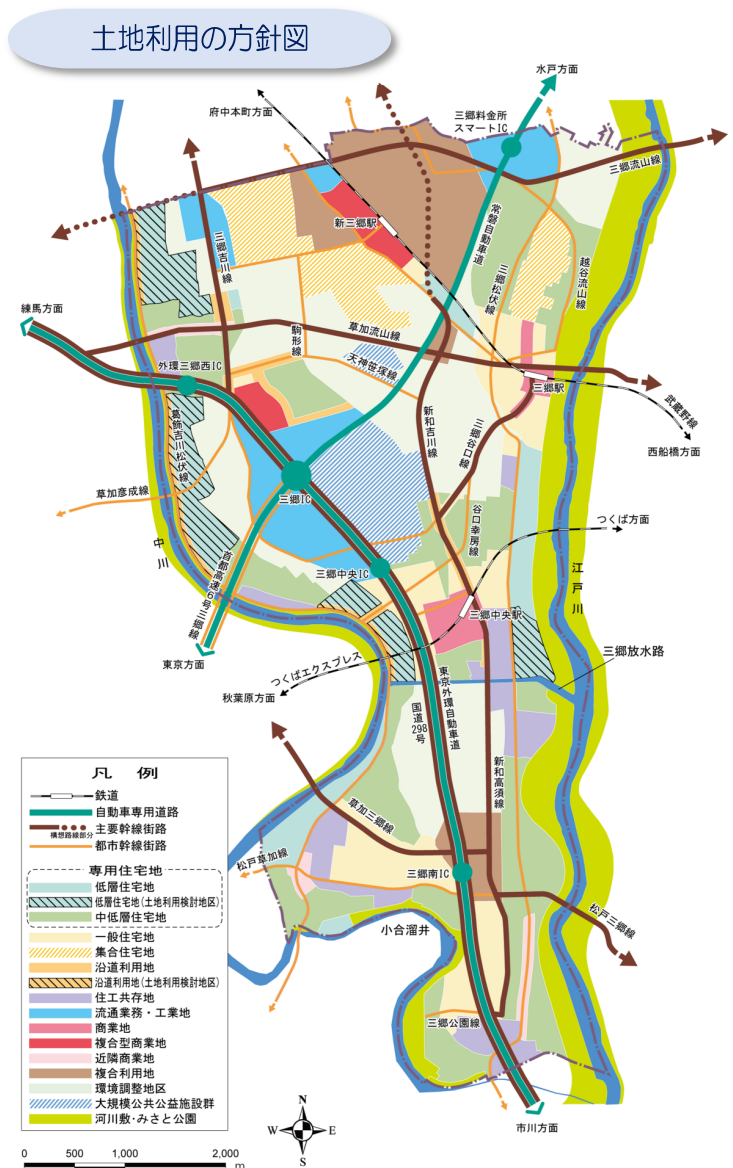 土地利用の方針図
水戸方面
府中本町方面
三郷料金所
スマートIC
三郷流山線
新三郷駅
常磐自動車道
三郷吉川線
三郷松伏線
越谷流山線
練馬方面
駒形線
草加流山線
天神笹塚線
外環三郷西IC
三郷駅
武蔵野線
西船橋方面
葛飾吉川松伏線
新和吉川線
三郷谷口線
草加彦成線
三郷IC
谷口幸房線
つくば方面
中川
首都高速6号三郷線
三郷中央IC
江戸川
三郷中央駅
東京方面
つくばエクスプレス
三郷放水路
秋葉原方面
国道298号
東京外環自動車道
新和高須線
草加三郷線
松戸草加線
三郷南IC
松戸三郷線
小合溜井
三郷公園線
市川方面
凡 例
鉄道
自動車専用道路
主要幹線街路
構想路線部分
都市幹線街路
専用住宅地
低層住宅地
低層住宅地(土地利用検討地区)
中低層住宅地
一般住宅地
集合住宅地
沿道利用地
沿道利用地(土地利用検討地区)
住工共存地
流通業務・工業地
商業地
複合型商業地
近隣商業地
複合利用地
環境調整地区
大規模公共公益施設群
河川敷・みさと公園
N
W E
S
0 500 1,000 2,000
m